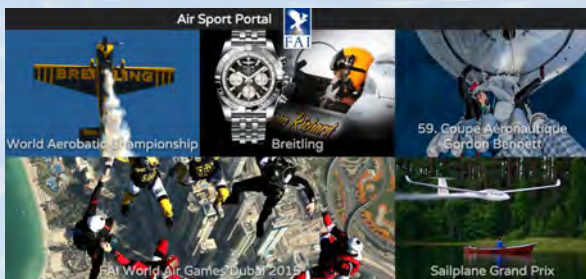 Air Sport Portal
FAI
BREITLING
World Aerobatic Championship
Breitling
59. Coupe Aéronautique
Gordon Bennett
FAI World Air Games Dubai 2015
Sailplane Grand Prix